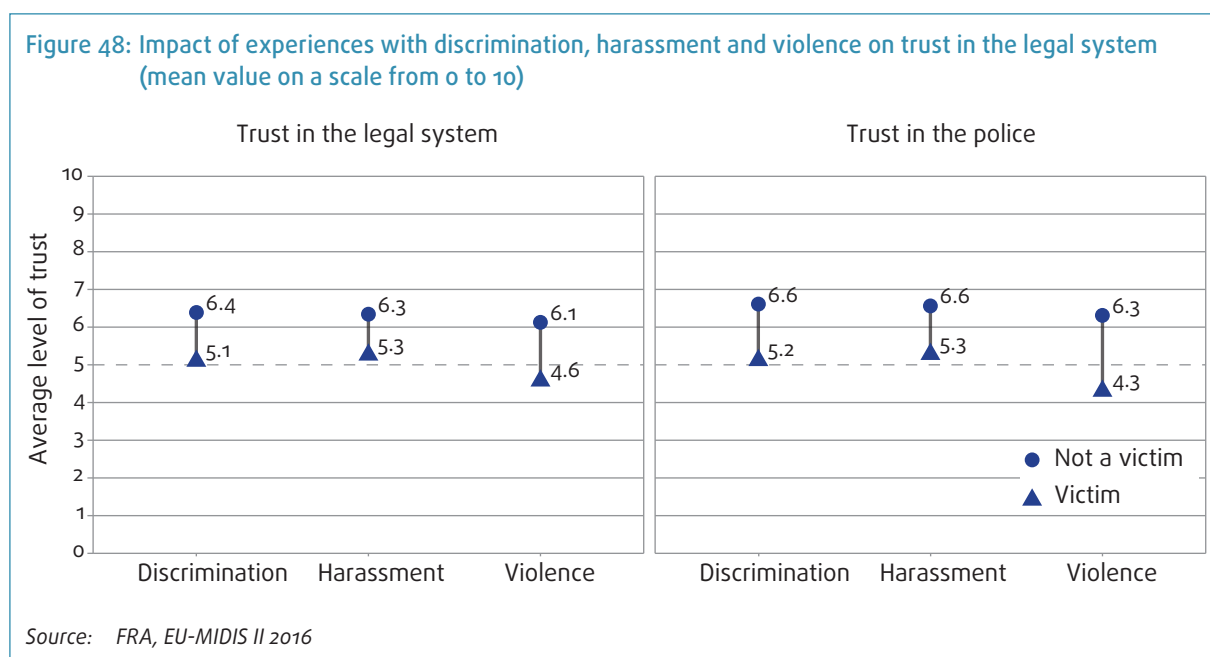 Figure 48: Impact of experiences with discrimination, harassment and violence on trust in the legal system
(mean value on a scale from 0 to 10)
Trust in the legal system
Trust in the police
Average level of trust
10
9
8
7
6
5
4
3
2
1
0
6.4
5.1
6.3
5.3
6.1
4.6
6.6
5.2
6.6
5.3
6.3
4.3
Not a victim
Victim
Discrimination Harassment Violence
Discrimination Harassment Violence
Source: FRA, EU-MIDIS II 2016